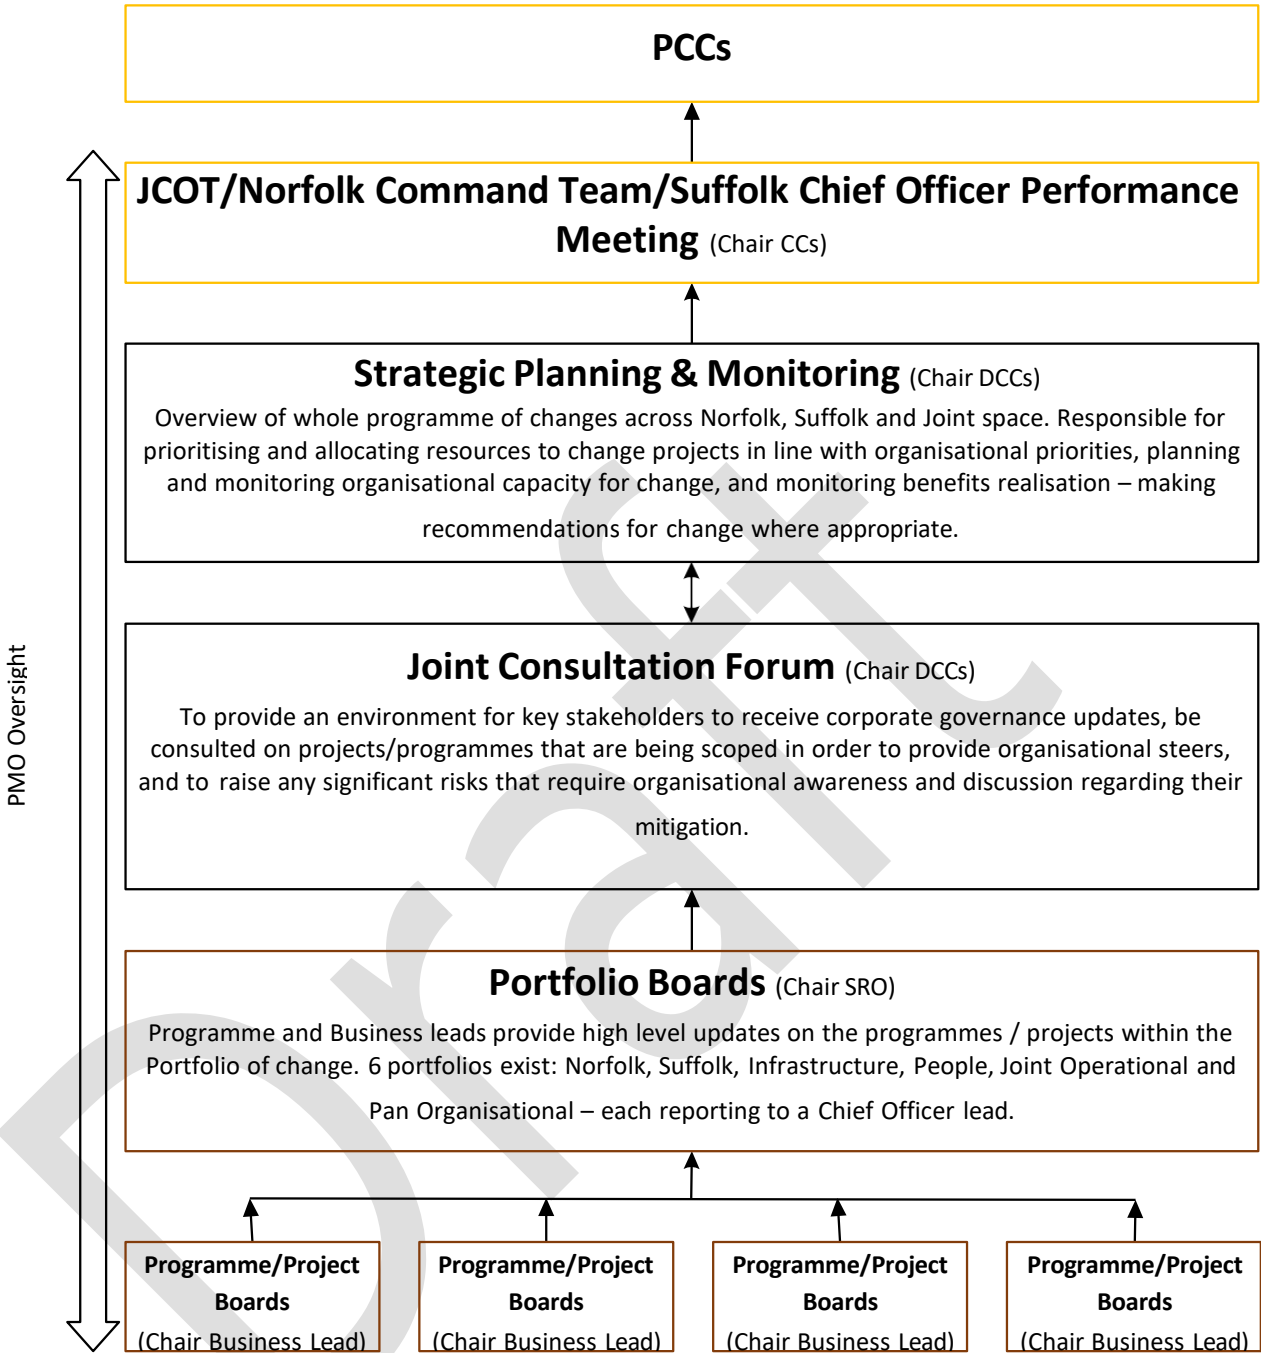 PCCs
JCOT/Norfolk Command Team/Suffolk Chief Officer Performance
Meeting (Chair CCs)
Strategic Planning & Monitoring (Chair DCCs)
Overview of whole programme of changes across Norfolk, Suffolk and Joint space. Responsible for
prioritising and allocating resources to change projects in line with organisational priorities, planning
and monitoring organisational capacity for change, and monitoring benefits realisation – making
recommendations for change where appropriate.
PMO Oversight
Joint Consultation Forum (Chair DCCs)
To provide an environment for key stakeholders to receive corporate governance updates, be
consulted on projects/programmes that are being scoped in order to provide organisational steers,
and to raise any significant risks that require organisational awareness and discussion regarding their
mitigation.
Portfolio Boards (Chair SRO)
Programme and Business leads provide high level updates on the programmes / projects within the
Portfolio of change. 6 portfolios exist: Norfolk, Suffolk, Infrastructure, People, Joint Operational and
Pan Organisational – each reporting to a Chief Officer lead.
Programme/Project
Boards
(Chair Business Lead)
Programme/Project
Boards
(Chair Business Lead)
Programme/Project
Boards
(Chair Business Lead)
Programme/Project
Boards
(Chair Business Lead)
Draft